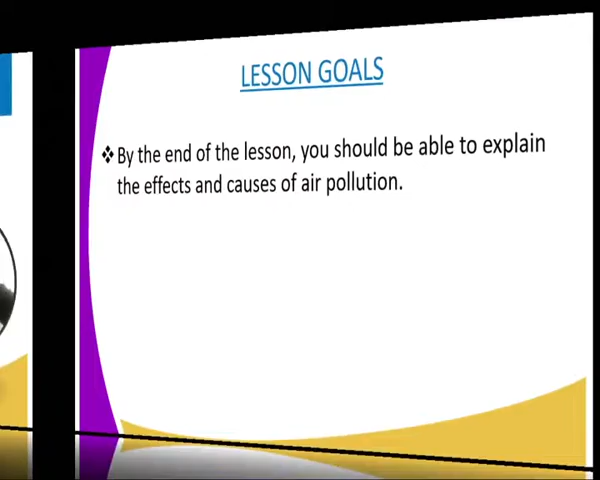 LESSON GOALS
❖By the end of the lesson, you should be able to explain
the effects and causes of air pollution.